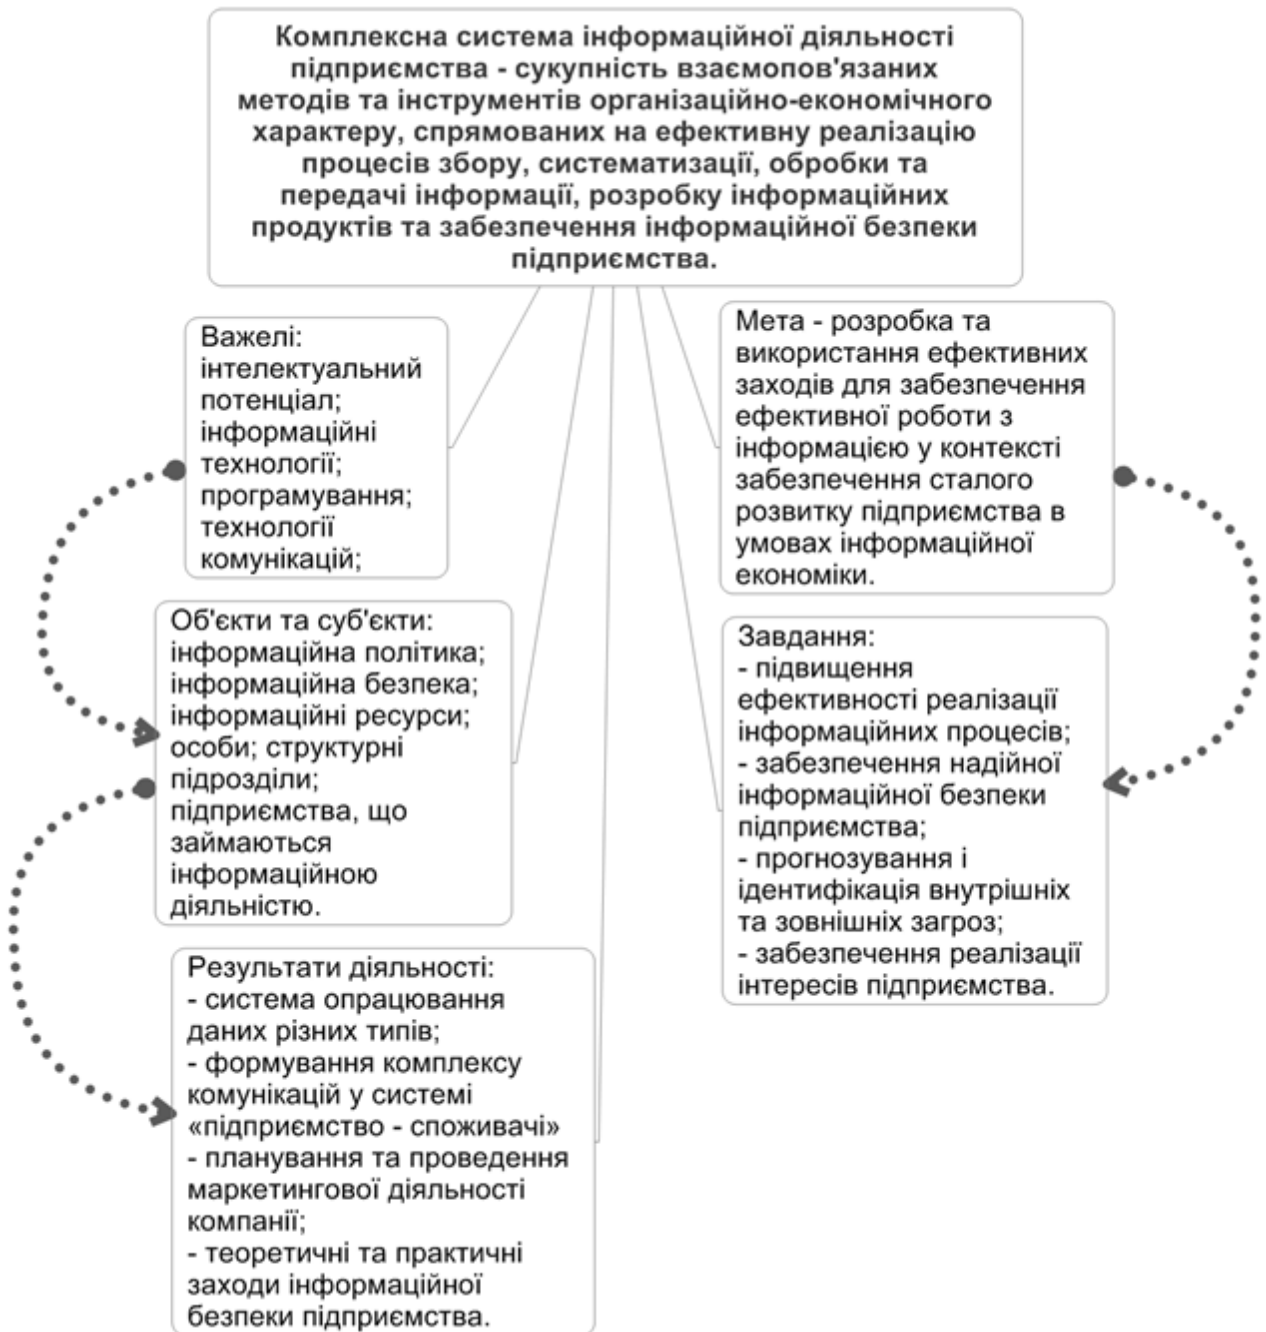 Комплексна система інформаційної діяльності
підприємства - сукупність взаємопов'язаних
методів та інструментів організаційно-економічного
характеру, спрямованих на ефективну реалізацію
процесів збору, систематизації, обробки та
передачі інформації, розробку інформаційних
продуктів та забезпечення інформаційної безпеки
підприємства.
Важелі:
інтелектуальний
потенціал;
інформаційні
технології;
програмування;
технології
комунікацій;
Мета - розробка та
використання ефективних
заходів для забезпечення
ефективної роботи з
інформацією у контексті
забезпечення сталого
розвитку підприємства в
умовах інформаційної
економіки.
Об'єкти та суб'єкти:
інформаційна політика;
інформаційна безпека;
інформаційні ресурси;
особи; структурні
підрозділи;
підприємства, що
займаються
інформаційною
діяльністю.
Завдання:
- підвищення
ефективності реалізації
інформаційних процесів;
- забезпечення надійної
інформаційної безпеки
підприємства;
- прогнозування і
ідентифікація внутрішніх
та зовнішніх загроз;
- забезпечення реалізації
інтересів підприємства.
Результати діяльності:
- система опрацювання
даних різних типів;
- формування комплексу
комунікацій у системі
«підприємство - споживачі»
- планування та проведення
маркетингової діяльності
компанії;
- теоретичні та практичні
заходи інформаційної
безпеки підприємства.